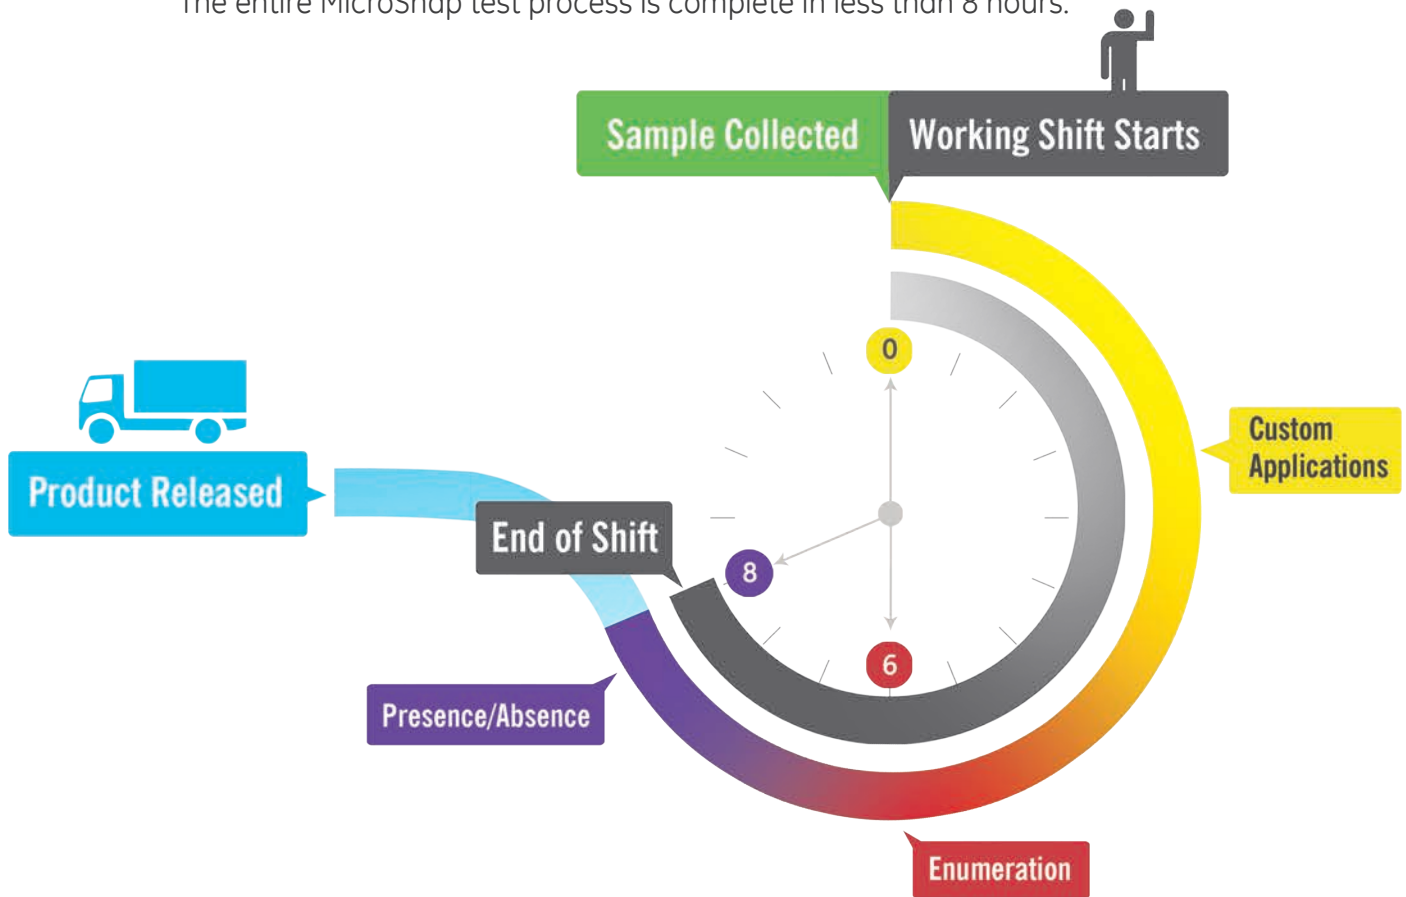 The entire MicroSnap test process is complete in less than 8 hours.
Sample Collected
Working Shift Starts
0
Custom
Applications
Product Released
End of Shift
8
6
Presence/Absence
Enumeration